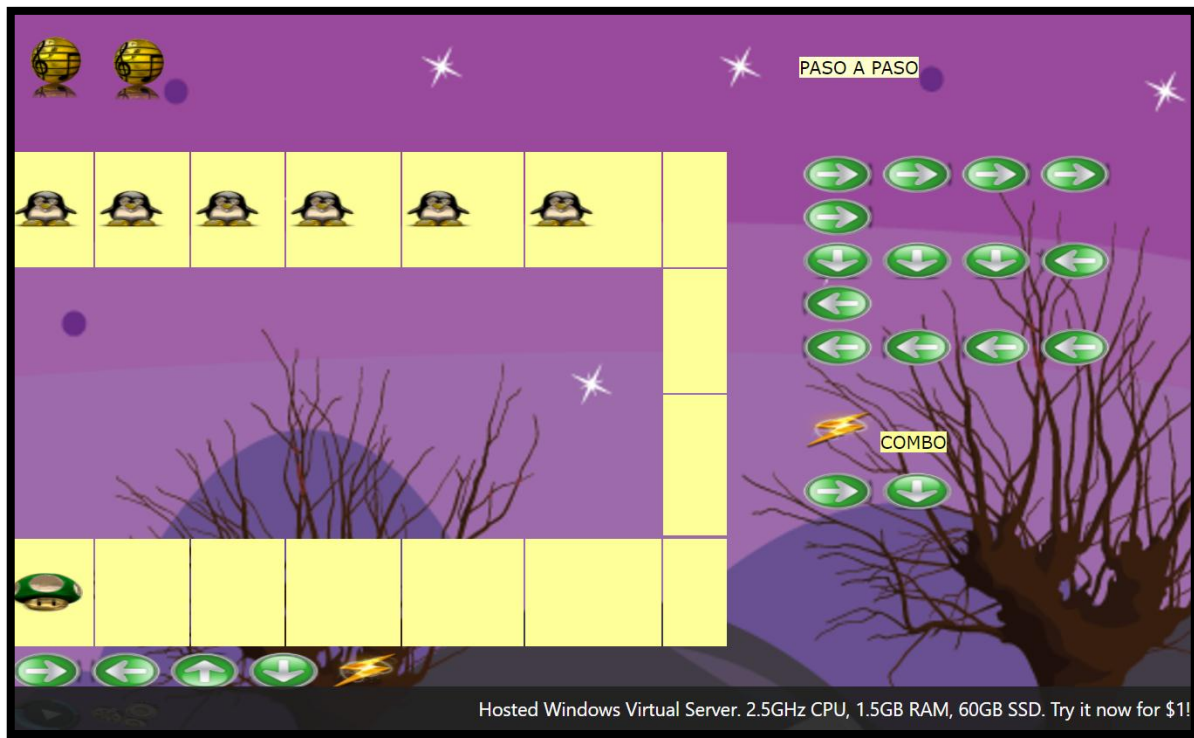 PASO A PASO
COMBO
Hosted Windows Virtual Server. 2.5GHz CPU, 1.5GB RAM, 60GB SSD. Try it now for $1!